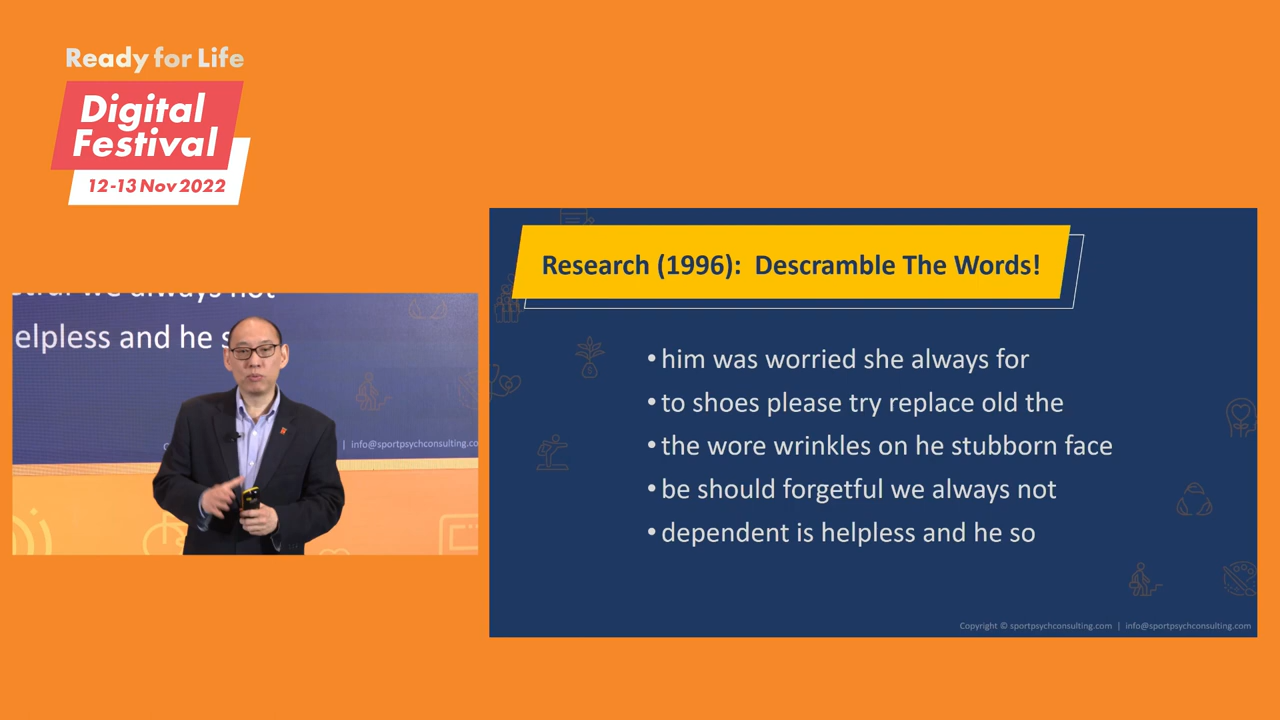 Ready for Life
Digital
Festival
12-13 Nov 2022
we always not
elpless and he s
| info@sportpsychconsulting.co
Research (1996): Descramble The Words!
• him was worried she always for
• to shoes please try replace old the
• the wore wrinkles on he stubborn face
• be should forgetful we always not
• dependent is helpless and he so
Copyright © sportpsychconsulting.com | info@sportpsychconsulting.com